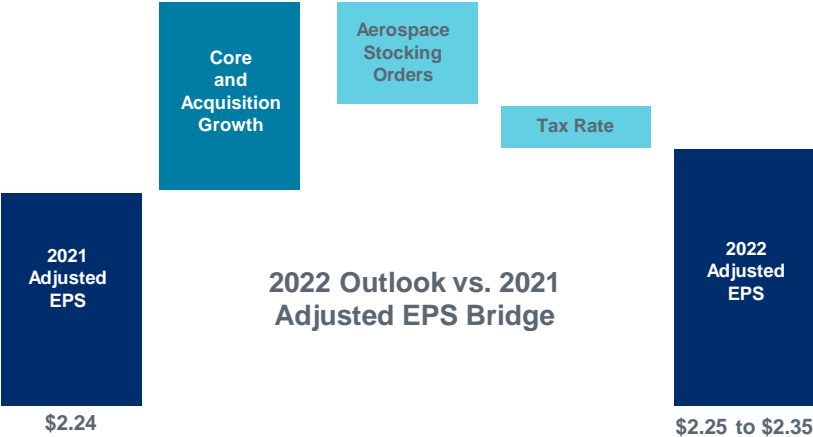 Core
and
Acquisition
Growth
Aerospace
Stocking
Orders
Tax Rate
2021
Adjusted
EPS
2022
Adjusted
EPS
2022 Outlook vs. 2021
Adjusted EPS Bridge
$2.24
$2.25 to $2.35